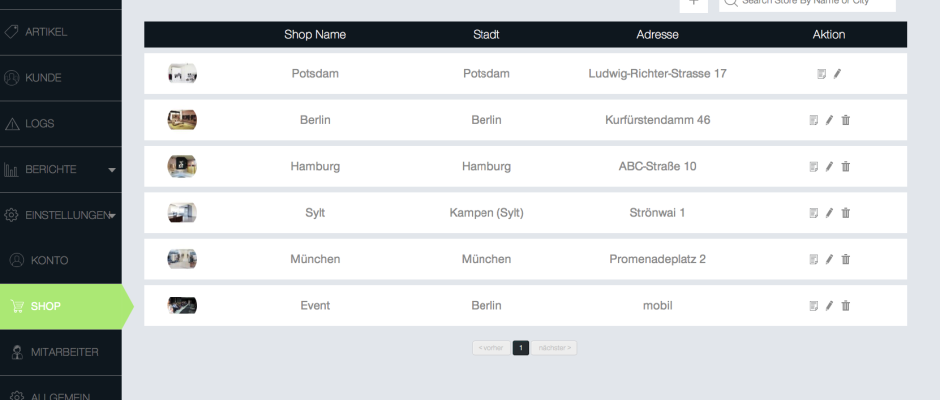 + Search Store By Name or City
ARTIKEL
KUNDE
LOGS
BERICHTE
EINSTELLUNGEN
KONTO
SHOP
MITARBEITER
ALLGEMEIN
Shop Name Stadt Adresse Aktion
Potsdam Potsdam Ludwig-Richter-Strasse 17
Berlin Berlin Kurfürstendamm 46
Hamburg Hamburg ABC-Straße 10
Sylt Kampen (Sylt) Strönwai 1
München München Promenadeplatz 2
Event Berlin mobil
< vorher 1 nächster >